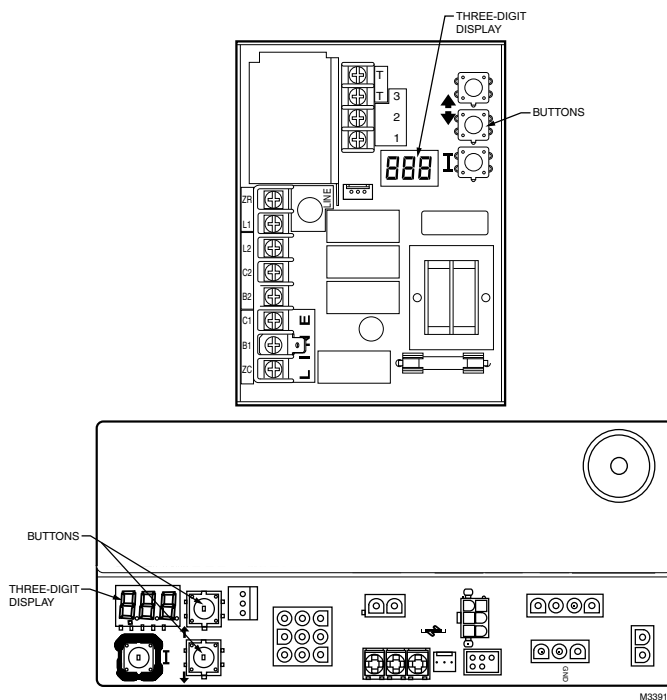 THREE-DIGIT
DISPLAY
T
T 3
2
1
BUTTONS
888
I
LINE
ZR
L1
L2
C2
B2
C1
B1
ZC
LINE
BUTTONS
THREE-DIGIT
DISPLAY
888
I
GND
M33917